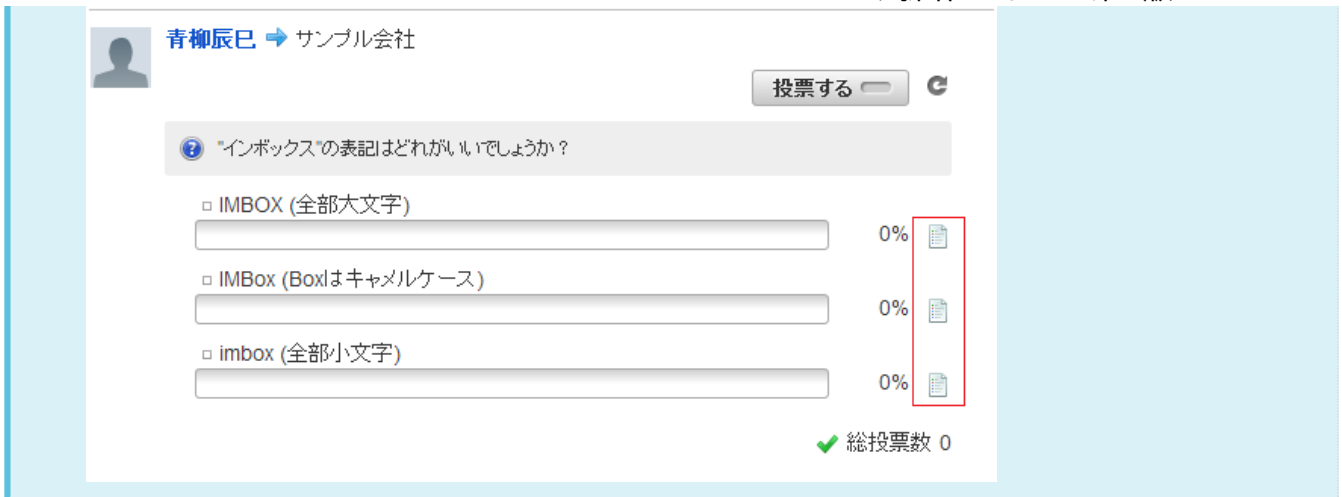 青柳辰巳 ➡ サンプル会社
投票する
"インボックス"の表記はどれがいいでしょうか？
IMBOX (全部大文字)
0%
IMBox (Boxはキャメルケース)
0%
imbox (全部小文字)
0%
総投票数 0